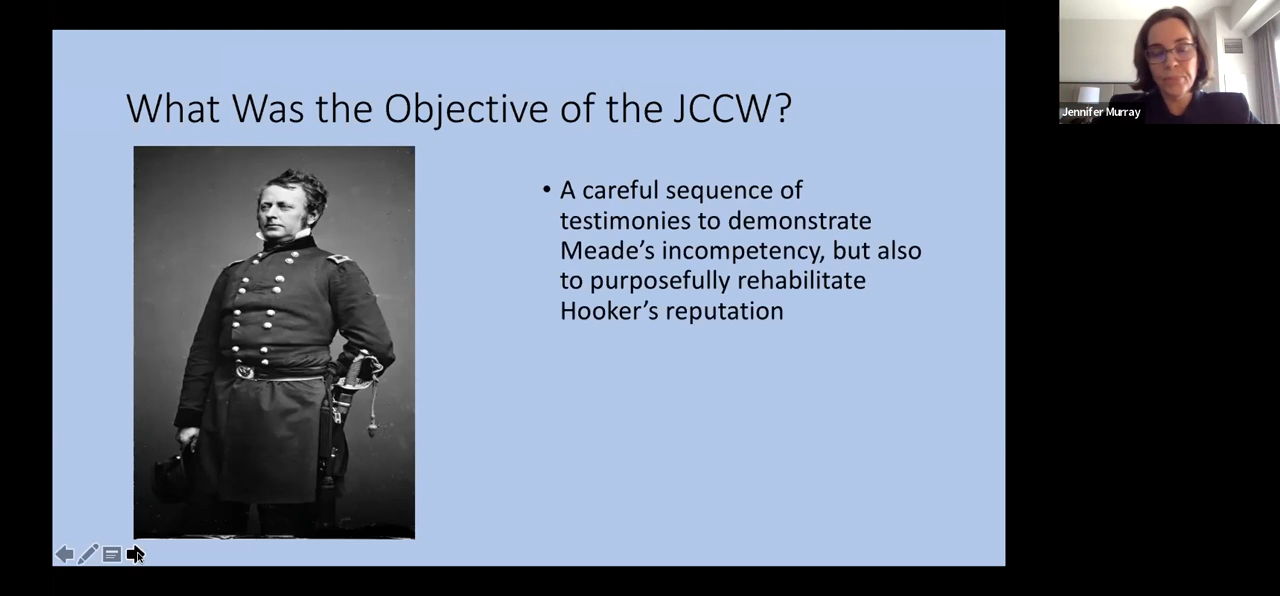 What Was the Objective of the JCCW?
• A careful sequence of
testimonies to demonstrate
Meade's incompetency, but also
to purposefully rehabilitate
Hooker's reputation
Jennifer Murray